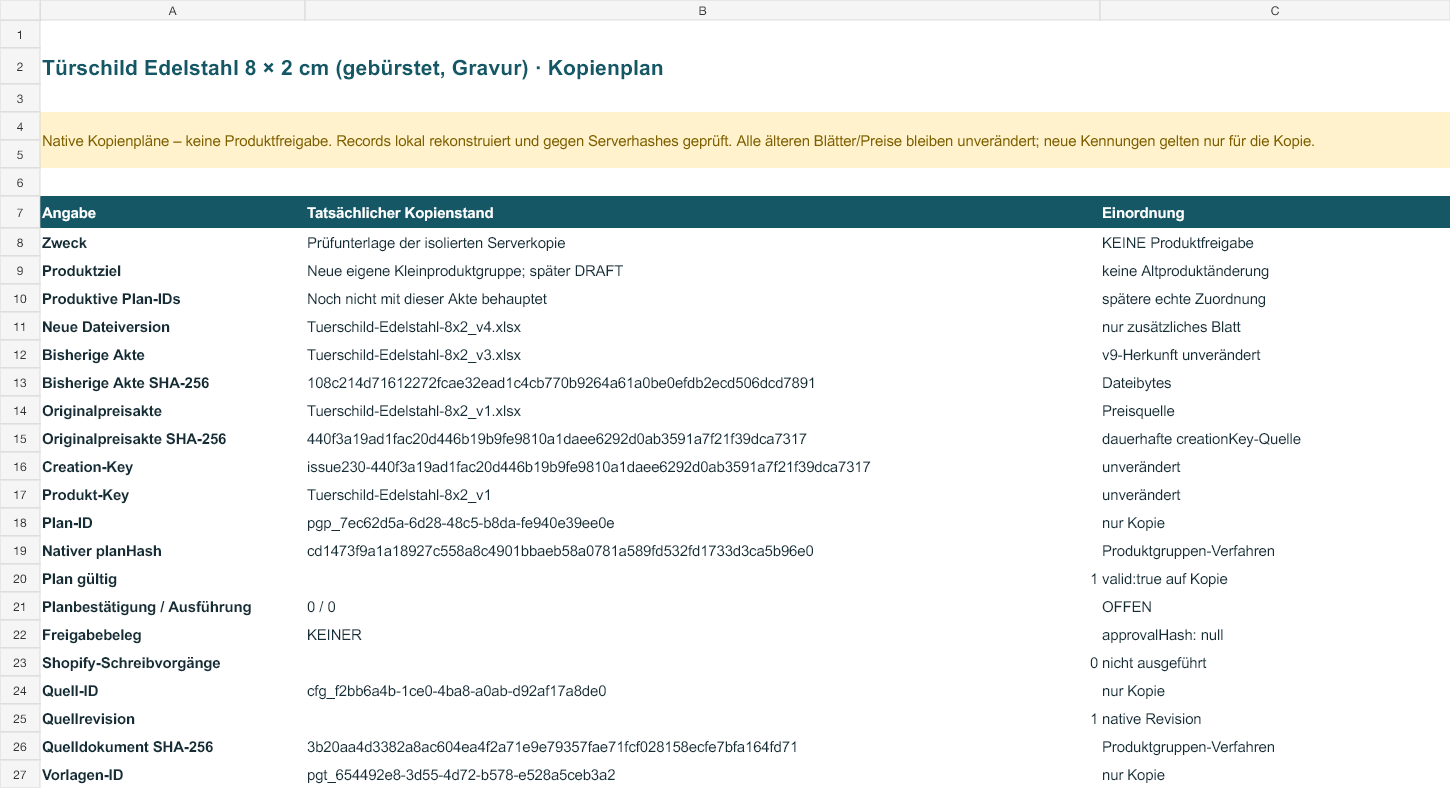 A B C
1
2 Türschild Edelstahl 8 × 2 cm (gebürstet, Gravur) · Kopienplan
3
4
Native Kopienpläne – keine Produktfreigabe. Records lokal rekonstruiert und gegen Serverhashes geprüft. Alle älteren Blätter/Preise bleiben unverändert; neue Kennungen gelten nur für die Kopie.
5
6
7 Angabe Tatsächlicher Kopienstand Einordnung
8 Zweck Prüfunterlage der isolierten Serverkopie KEINE Produktfreigabe
9 Produktziel Neue eigene Kleinproduktgruppe; später DRAFT keine Altproduktänderung
10 Produktive Plan-IDs Noch nicht mit dieser Akte behauptet spätere echte Zuordnung
11 Neue Dateiversion Tuerschild-Edelstahl-8x2_v4.xlsx nur zusätzliches Blatt
12 Bisherige Akte Tuerschild-Edelstahl-8x2_v3.xlsx v9-Herkunft unverändert
13 Bisherige Akte SHA-256 108c214d71612272fcae32ead1c4cb770b9264a61a0be0efdb2ecd506dcd7891 Dateibytes
14 Originalpreisakte Tuerschild-Edelstahl-8x2_v1.xlsx Preisquelle
15 Originalpreisakte SHA-256 440f3a19ad1fac20d446b19b9fe9810a1daee6292d0ab3591a7f21f39dca7317 dauerhafte creationKey-Quelle
16 Creation-Key issue230-440f3a19ad1fac20d446b19b9fe9810a1daee6292d0ab3591a7f21f39dca7317 unverändert
17 Produkt-Key Tuerschild-Edelstahl-8x2_v1 unverändert
18 Plan-ID pgp_7ec62d5a-6d28-48c5-b8da-fe940e39ee0e nur Kopie
19 Nativer planHash cd1473f9a1a18927c558a8c4901bbaeb58a0781a589fd532fd1733d3ca5b96e0 Produktgruppen-Verfahren
20 Plan gültig 1 valid:true auf Kopie
21 Planbestätigung / Ausführung 0 / 0 OFFEN
22 Freigabebeleg KEINER approvalHash: null
23 Shopify-Schreibvorgänge 0 nicht ausgeführt
24 Quell-ID cfg_f2bb6a4b-1ce0-4ba8-a0ab-d92af17a8de0 nur Kopie
25 Quellrevision 1 native Revision
26 Quelldokument SHA-256 3b20aa4d3382a8ac604ea4f2a71e9e79357fae71fcf028158ecfe7bfa164fd71 Produktgruppen-Verfahren
27 Vorlagen-ID pgt_654492e8-3d55-4d72-b578-e528a5ceb3a2 nur Kopie